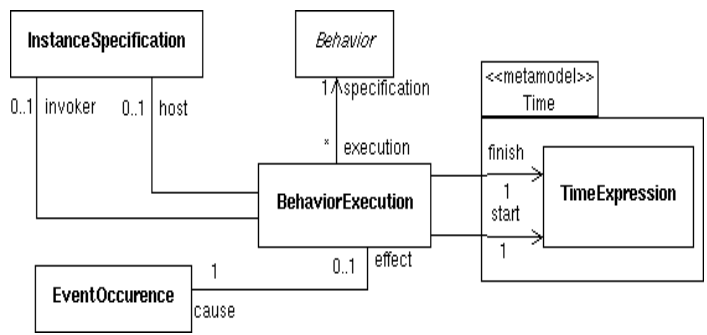 InstanceSpecification
Behavior
<<metamodel>>
Time
0..1 invoker
0..1 host
1 specification
* execution
finish
1
start
1
TimeExpression
BehaviorExecution
effect
0..1
1
cause
EventOccurence